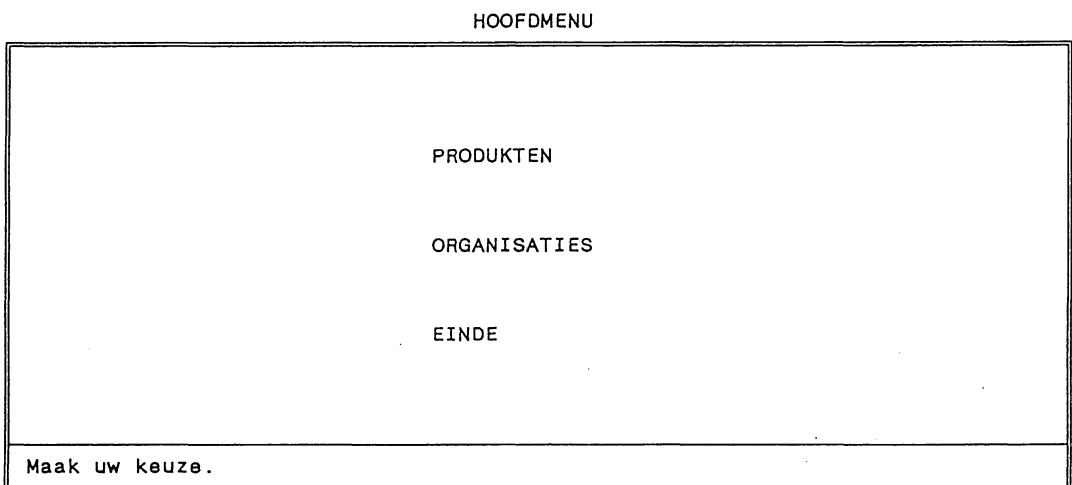 HOOFDMENU
PRODUKTEN
ORGANISATIES
EINDE
Maak uw keuze.